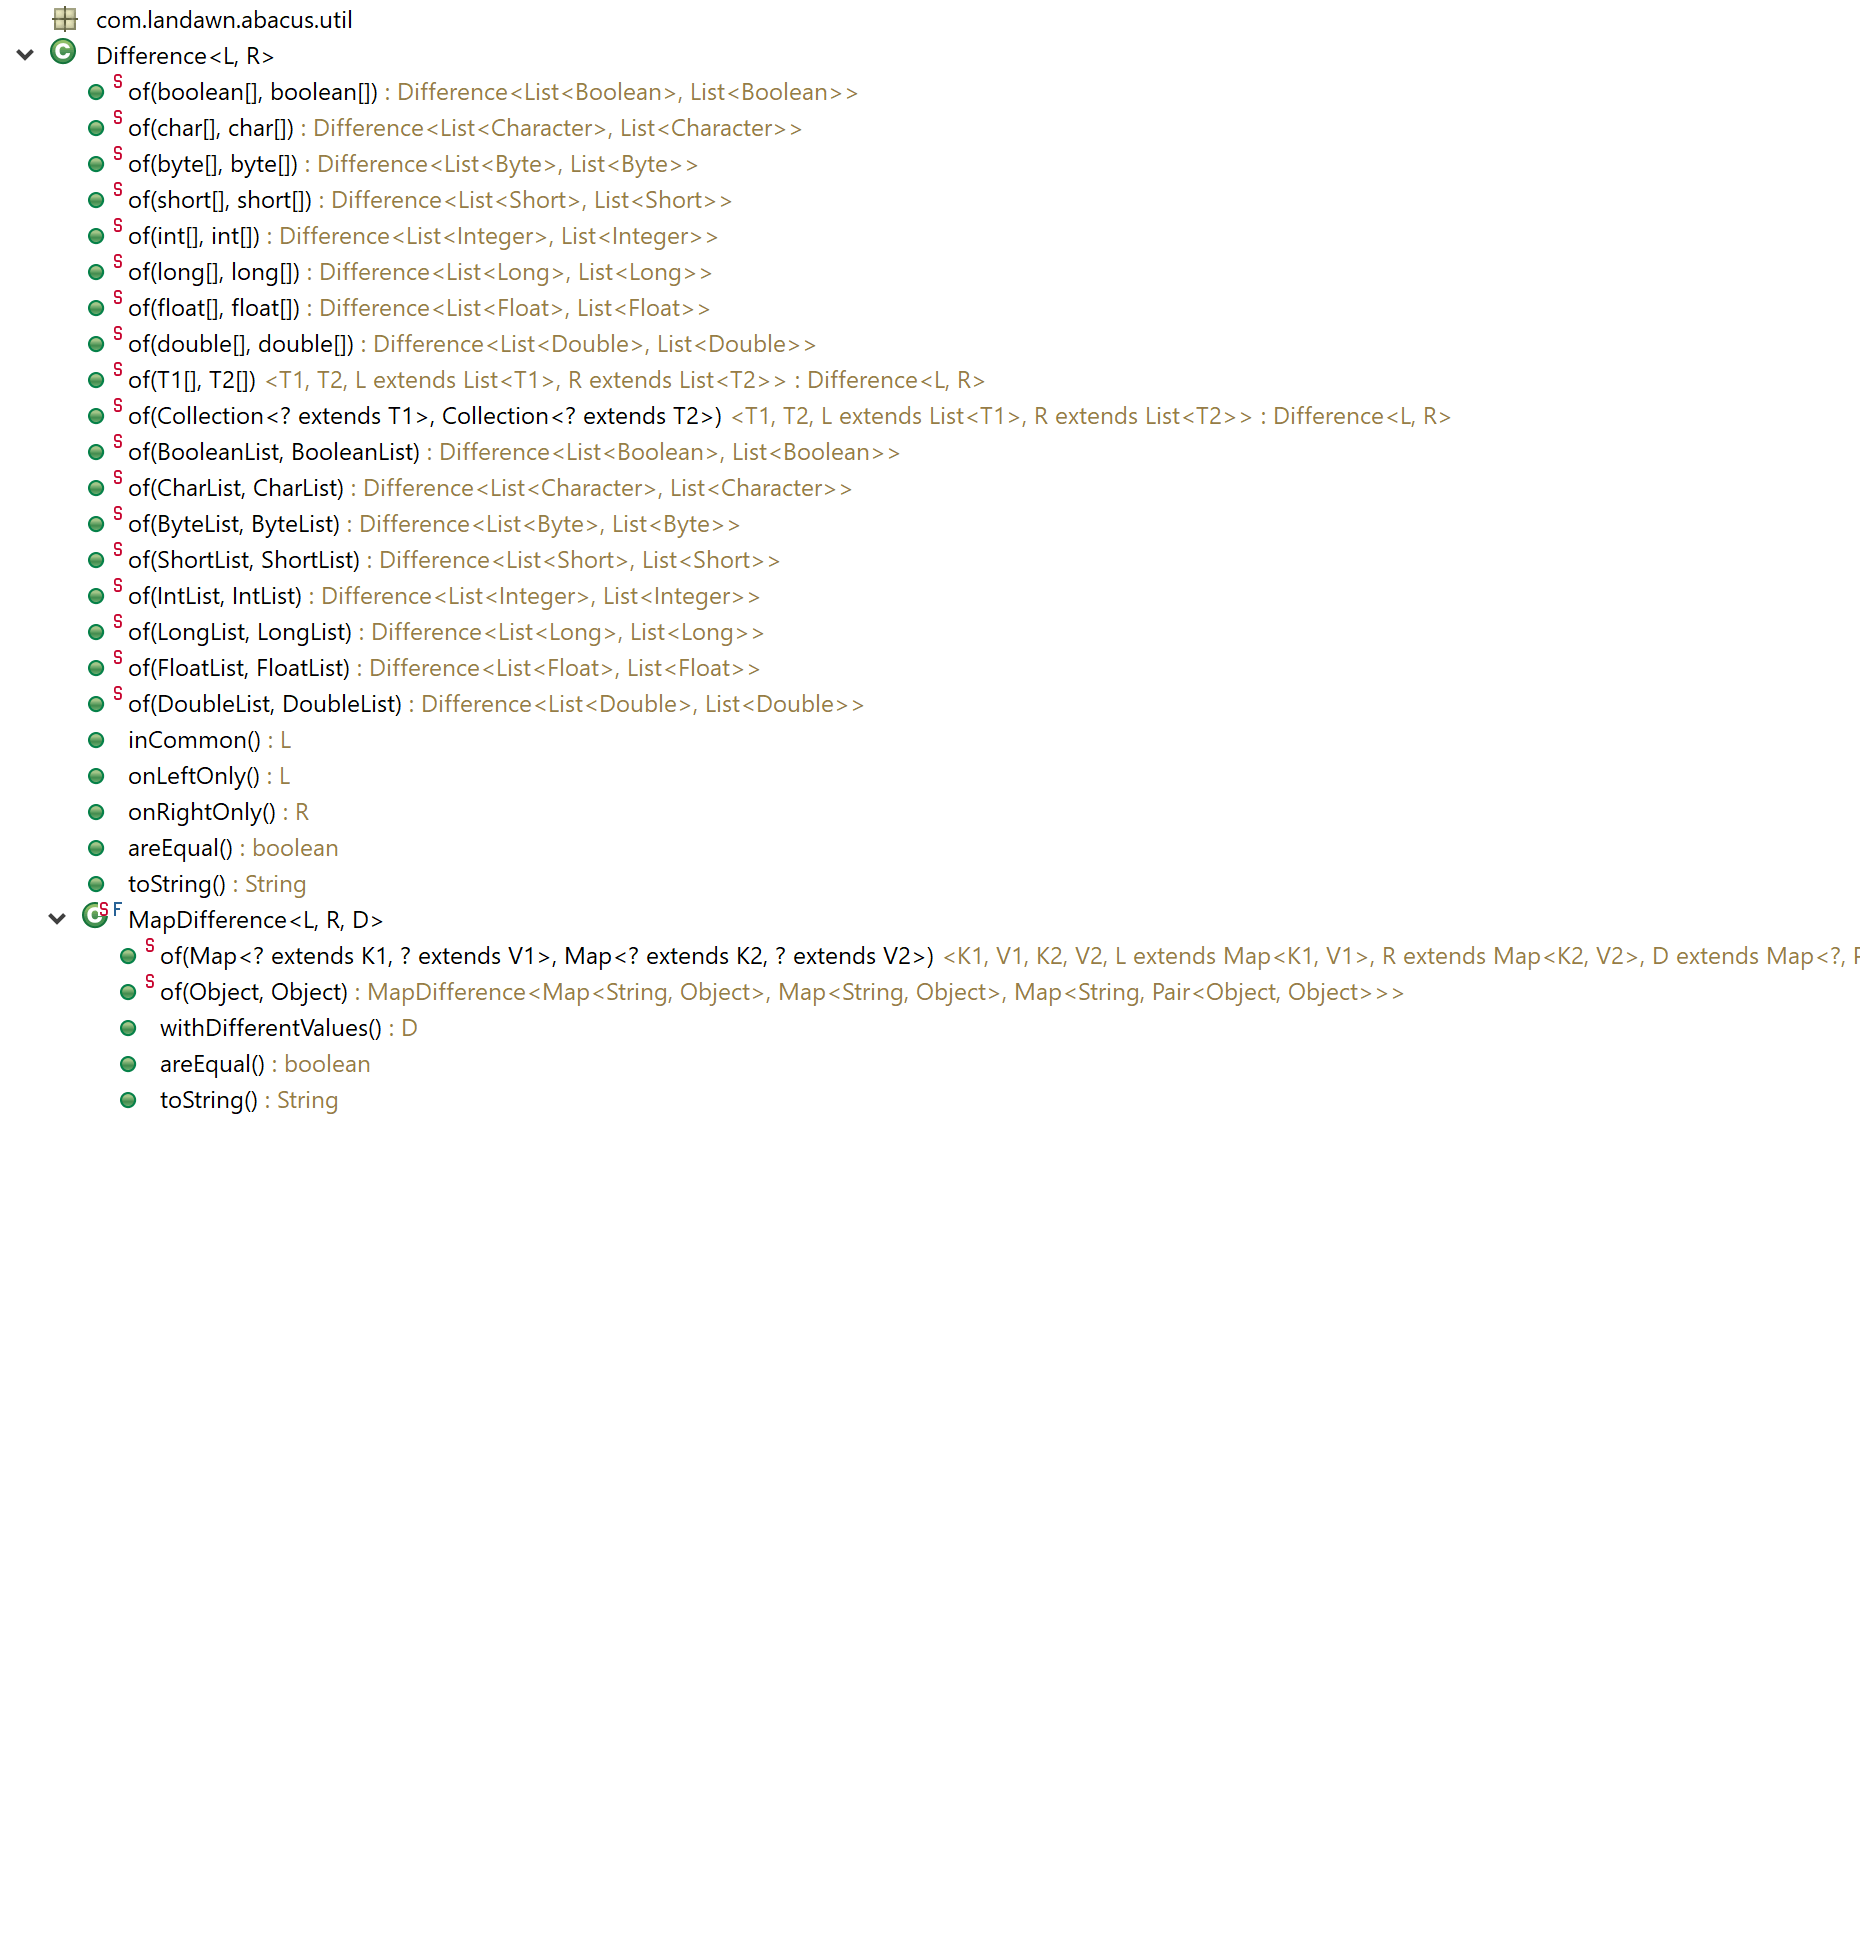 com.landawn.abacus.util
Difference<L, R>
of(boolean[], boolean[]) : Difference<List<Boolean>, List<Boolean>>
of(char[], char[]) : Difference<List<Character>, List<Character>>
of(byte[], byte[]) : Difference<List<Byte>, List<Byte>>
of(short[], short[]) : Difference<List<Short>, List<Short>>
of(int[], int[]) : Difference<List<Integer>, List<Integer>>
of(long[], long[]) : Difference<List<Long>, List<Long>>
of(float[], float[]) : Difference<List<Float>, List<Float>>
of(double[], double[]) : Difference<List<Double>, List<Double>>
of(T1[], T2[]) <T1, T2, L extends List<T1>, R extends List<T2>> : Difference<L, R>
of(Collection<? extends T1>, Collection<? extends T2>) <T1, T2, L extends List<T1>, R extends List<T2>> : Difference<L, R>
of(BooleanList, BooleanList) : Difference<List<Boolean>, List<Boolean>>
of(CharList, CharList) : Difference<List<Character>, List<Character>>
of(ByteList, ByteList) : Difference<List<Byte>, List<Byte>>
of(ShortList, ShortList) : Difference<List<Short>, List<Short>>
of(IntList, IntList) : Difference<List<Integer>, List<Integer>>
of(LongList, LongList) : Difference<List<Long>, List<Long>>
of(FloatList, FloatList) : Difference<List<Float>, List<Float>>
of(DoubleList, DoubleList) : Difference<List<Double>, List<Double>>
inCommon() : L
onLeftOnly() : L
onRightOnly() : R
areEqual() : boolean
toString() : String
MapDifference<L, R, D>
of(Map<? extends K1, ? extends V1>, Map<? extends K2, ? extends V2>) <K1, V1, K2, V2, L extends Map<K1, V1>, R extends Map<K2, V2>, D extends Map<?,
of(Object, Object) : MapDifference<Map<String, Object>, Map<String, Object>, Map<String, Pair<Object, Object>>>
withDifferentValues() : D
areEqual() : boolean
toString() : String